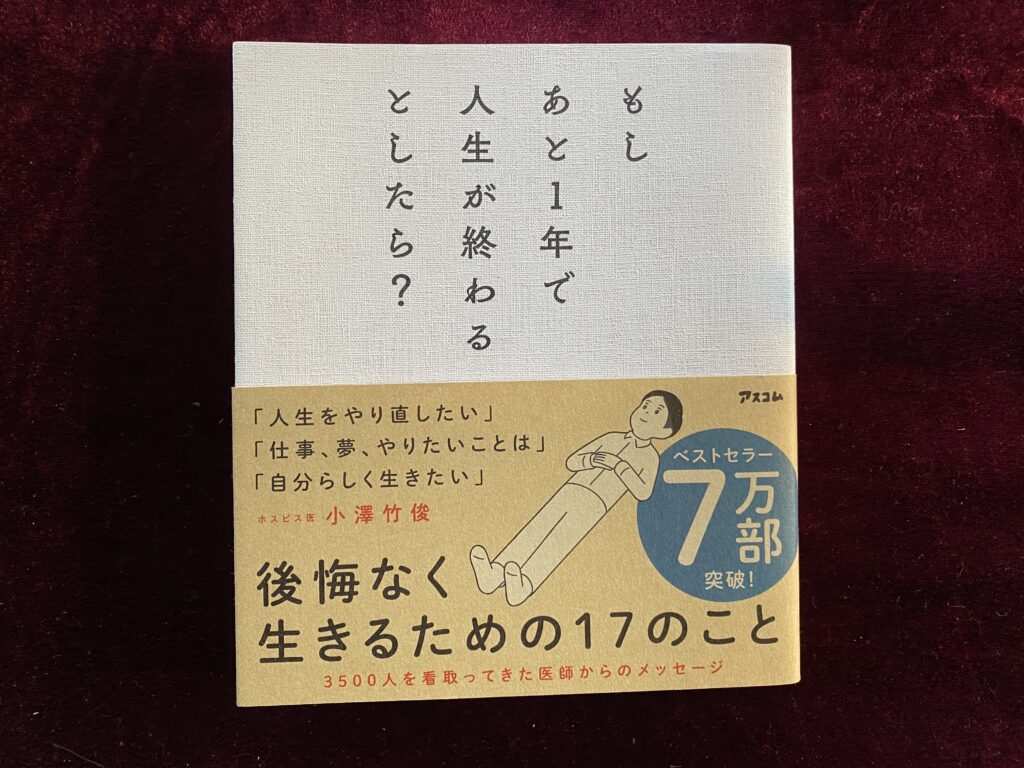 もし
あと1年で
人生が終わる
としたら?
アスコム
「人生をやり直したい」
「仕事、夢、やりたいことは」
「自分らしく生きたい」
ホスピス医 小澤竹俊
ベストセラー
7万部
突破!
後悔なく
生きるための17のこと
3500人を看取ってきた医師からのメッセージ